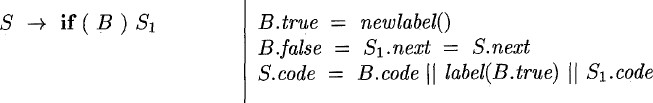 S → if ( B ) S₁
B.true = newlabel()
B.false = S₁.next = S.next
S.code = B.code || label(B.true) || S₁.code